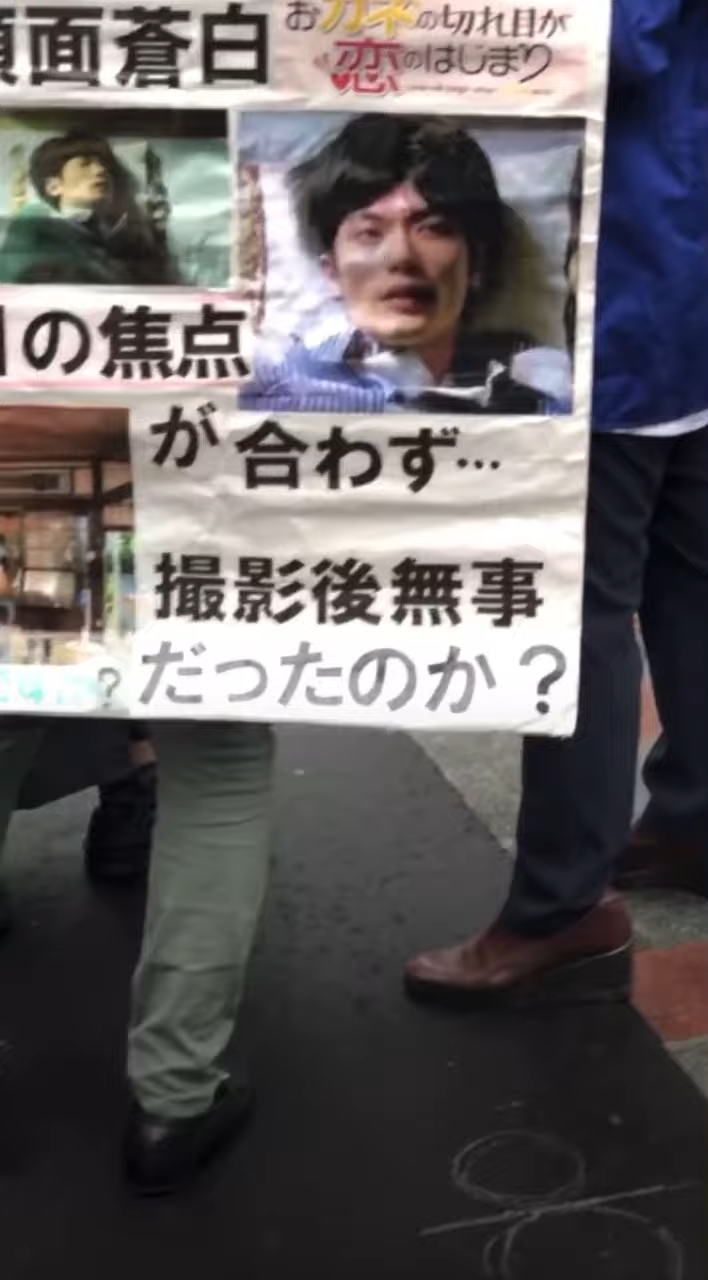 顔面蒼白
おカネの切れ目が
恋のはじまり
の焦点
が合わず…
撮影後無事
だったのか?
?